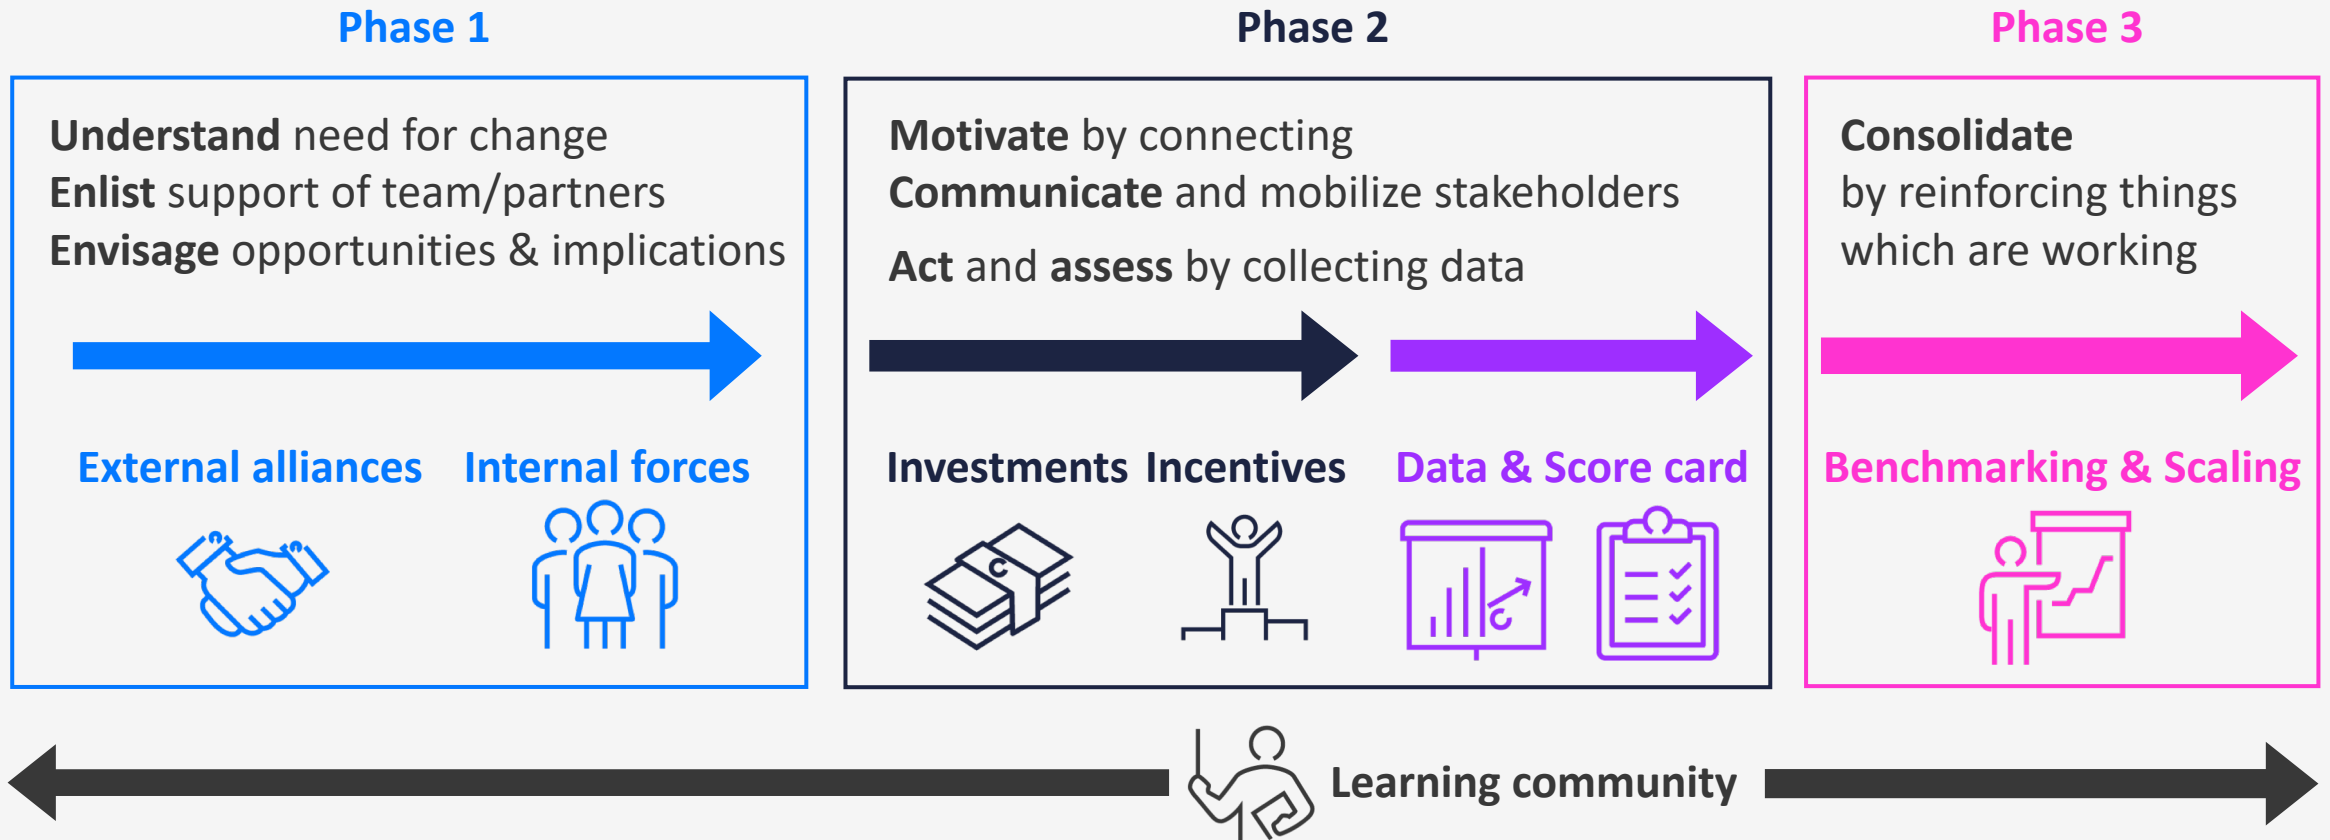 Phase 1
Understand need for change
Enlist support of team/partners
Envisage opportunities & implications
External alliances
Internal forces
Phase 2
Motivate by connecting
Communicate and mobilize stakeholders
Act and assess by collecting data
Investments
Incentives
Data & Score card
Phase 3
Consolidate
by reinforcing things
which are working
Benchmarking & Scaling
Learning community